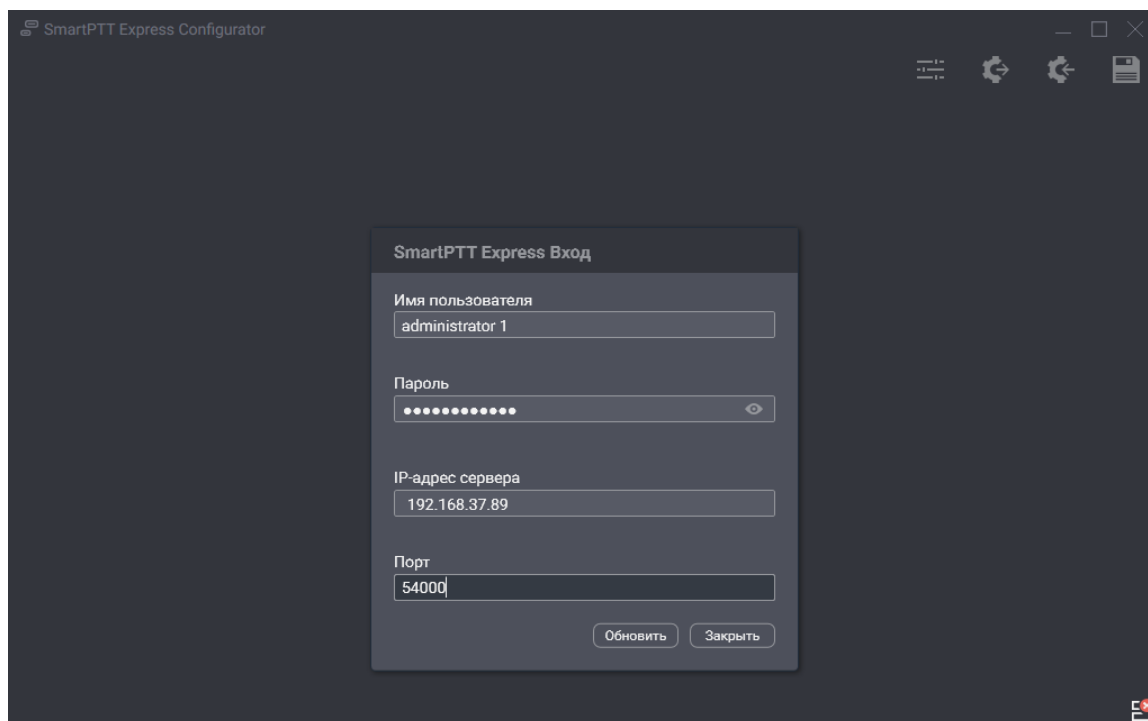 SmartPTT Express Configurator
SmartPTT Express Вход
Имя пользователя
administrator 1
Пароль
●●●●●●●●●●●●
IP-адрес сервера
192.168.37.89
Порт
54000
Обновить Закрыть